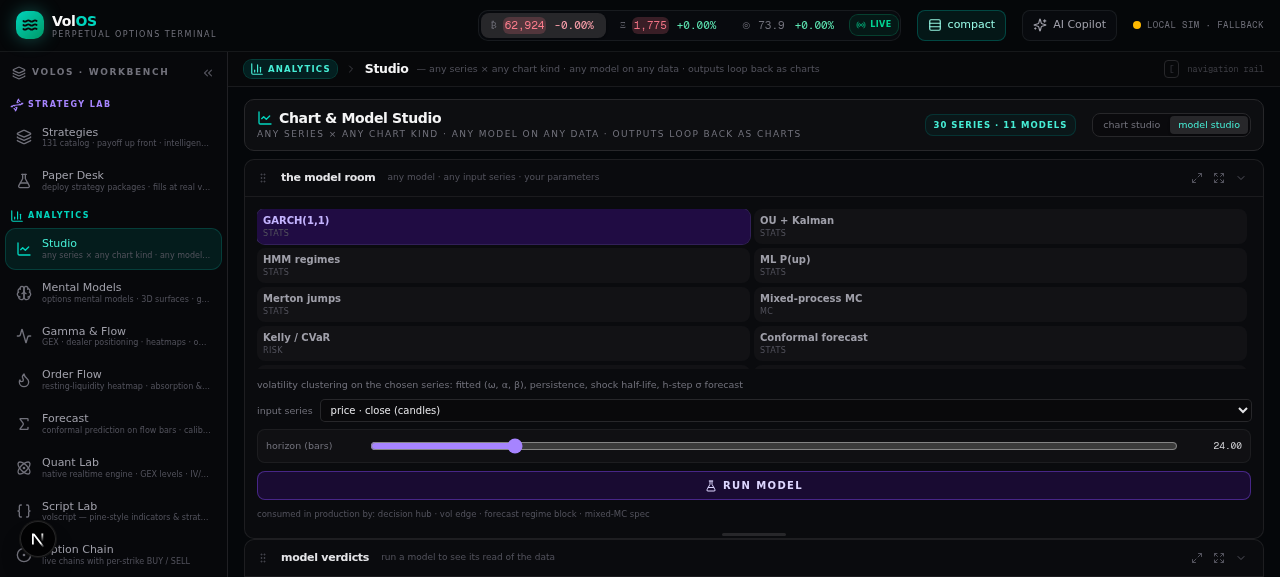 VolOS
PERPETUAL OPTIONS TERMINAL
₿ 62,924 -0.00% Ξ 1,775 +0.00% ◎ 73.9 +0.00% LIVE
compact
AI Copilot
LOCAL SIM · FALLBACK
VOLOS · WORKBENCH
STRATEGY LAB
Strategies
131 catalog · payoff up front · intelligen…
Paper Desk
deploy strategy packages · fills at real v…
ANALYTICS
Studio
any series × any chart kind · any model…
Mental Models
options mental models · 3D surfaces · g…
Gamma & Flow
GEX · dealer positioning · heatmaps · o…
Order Flow
resting-liquidity heatmap · absorption &…
Forecast
conformal prediction on flow bars · calib…
Quant Lab
native realtime engine · GEX levels · IV/…
Script Lab
volscript — pine-style indicators & strat…
Option Chain
live chains with per-strike BUY / SELL
N
ANALYTICS › Studio — any series × any chart kind · any model on any data · outputs loop back as charts
[ navigation rail
Chart & Model Studio
ANY SERIES × ANY CHART KIND · ANY MODEL ON ANY DATA · OUTPUTS LOOP BACK AS CHARTS
30 SERIES · 11 MODELS
chart studio model studio
the model room any model · any input series · your parameters
GARCH(1,1)
STATS
OU + Kalman
STATS
HMM regimes
STATS
ML P(up)
STATS
Merton jumps
STATS
Mixed-process MC
MC
Kelly / CVaR
RISK
Conformal forecast
STATS
volatility clustering on the chosen series: fitted (ω, α, β), persistence, shock half-life, h-step σ forecast
input series price · close (candles)
horizon (bars) 24.00
RUN MODEL
consumed in production by: decision hub · vol edge · forecast regime block · mixed-MC spec
model verdicts run a model to see its read of the data